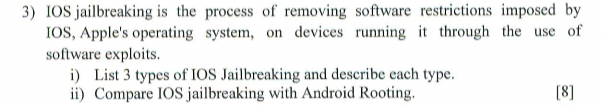 3) IOS jailbreaking is the process of removing software restrictions imposed by
IOS, Apple's operating system, on devices running it through the use of
software exploits.
i) List 3 types of IOS Jailbreaking and describe each type.
ii) Compare IOS jailbreaking with Android Rooting. [8]